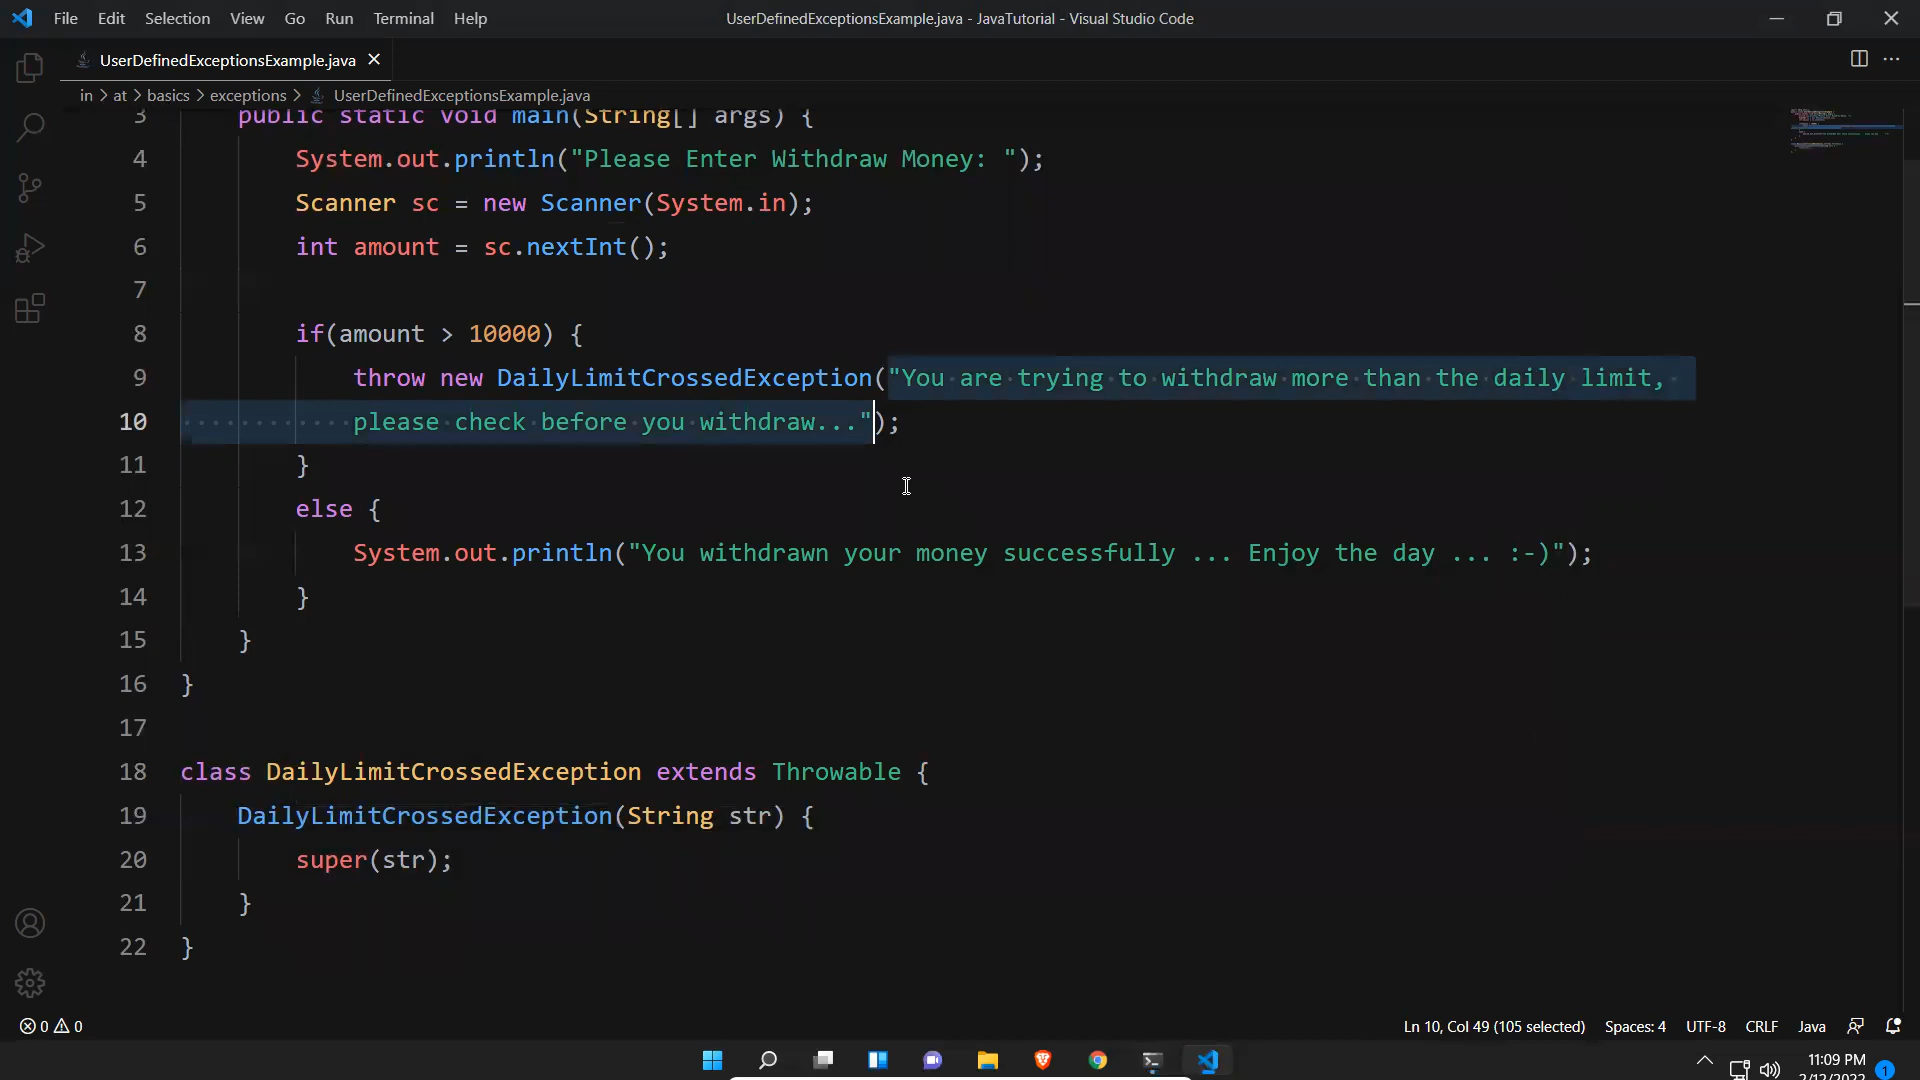 File Edit Selection View Go Run Terminal Help
UserDefinedExceptionsExample.java - JavaTutorial - Visual Studio Code
UserDefinedExceptionsExample.java
in > at > basics > exceptions > UserDefinedExceptionsExample.java
3 public static void main(String[] args) {
4 System.out.println("Please Enter Withdraw Money: ");
5 Scanner sc = new Scanner(System.in);
6 int amount = sc.nextInt();
7
8 if(amount > 10000) {
9 throw new DailyLimitCrossedException("You are trying to withdraw more than the daily limit,
10 please check before you withdraw...");
11 }
12 else {
13 System.out.println("You withdrawn your money successfully ... Enjoy the day ... :-)");
14 }
15 }
16 }
17
18 class DailyLimitCrossedException extends Throwable {
19 DailyLimitCrossedException(String str) {
20 super(str);
21 }
22 }
0 0 Ln 10, Col 49 (105 selected) Spaces: 4 UTF-8 CRLF Java
11:09 PM
2/12/2022 1